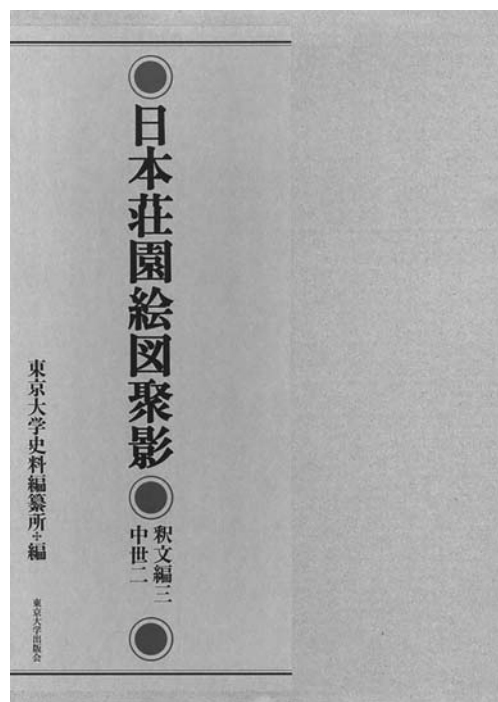 日本荘園絵図聚影
釈文編三
中世二
東京大学史料編纂所✢編
東京大学出版会